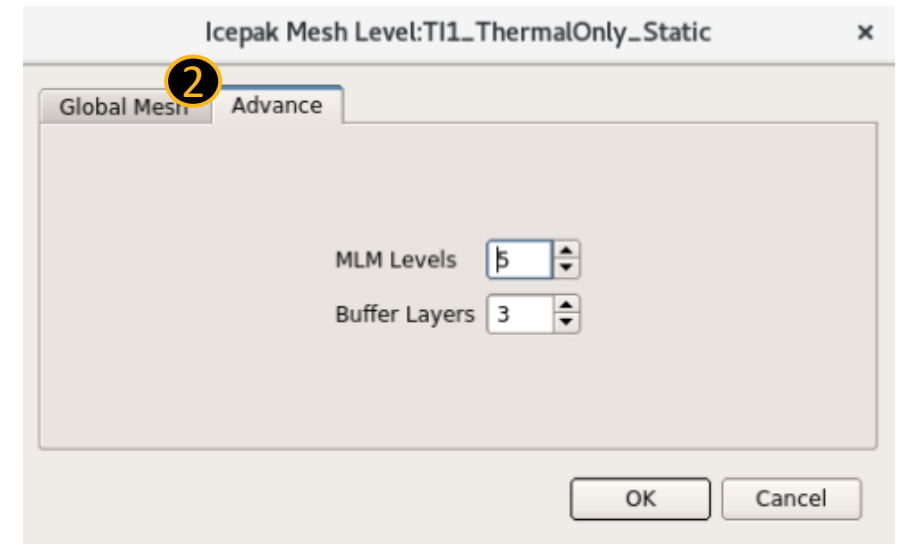 Icepak Mesh Level:TI1_ThermalOnly_Static ×
2
Global Mesh Advance
MLM Levels 5
Buffer Layers 3
OK Cancel